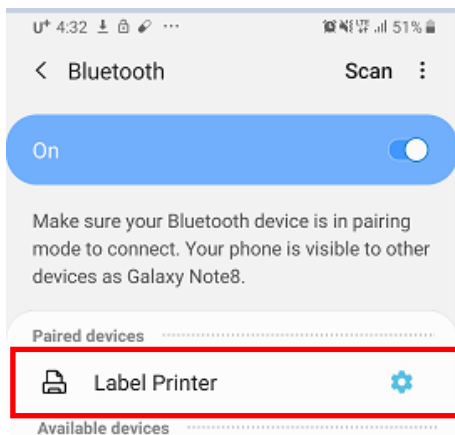 U+ 4:32 51%
Bluetooth Scan
On
Make sure your Bluetooth device is in pairing
mode to connect. Your phone is visible to other
devices as Galaxy Note8.
Paired devices
Label Printer
Available devices